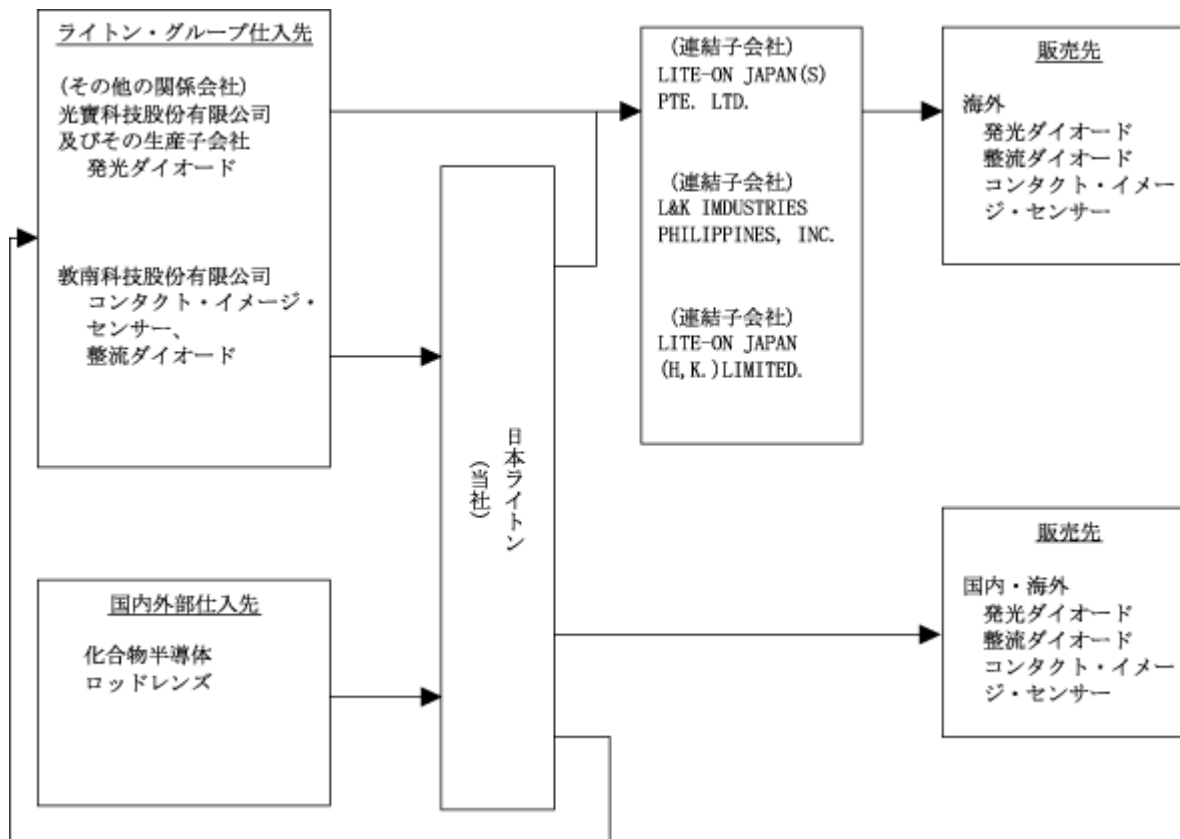 ライトン・グループ仕入先
(その他の関係会社)
光寶科技股份有限公司
及びその生産子会社
発光ダイオード
敦南科技股份有限公司
コンタクト・イメージ・
センサー、
整流ダイオード
国内外部仕入先
化合物半導体
ロッドレンズ
日本ライトン
(当社)
(連結子会社)
LITE-ON JAPAN(S)
PTE. LTD.
(連結子会社)
L&K IMDUSTRIES
PHILIPPINES, INC.
(連結子会社)
LITE-ON JAPAN
(H,K.)LIMITED.
販売先
海外
発光ダイオード
整流ダイオード
コンタクト・イメー
ジ・センサー
販売先
国内・海外
発光ダイオード
整流ダイオード
コンタクト・イメー
ジ・センサー